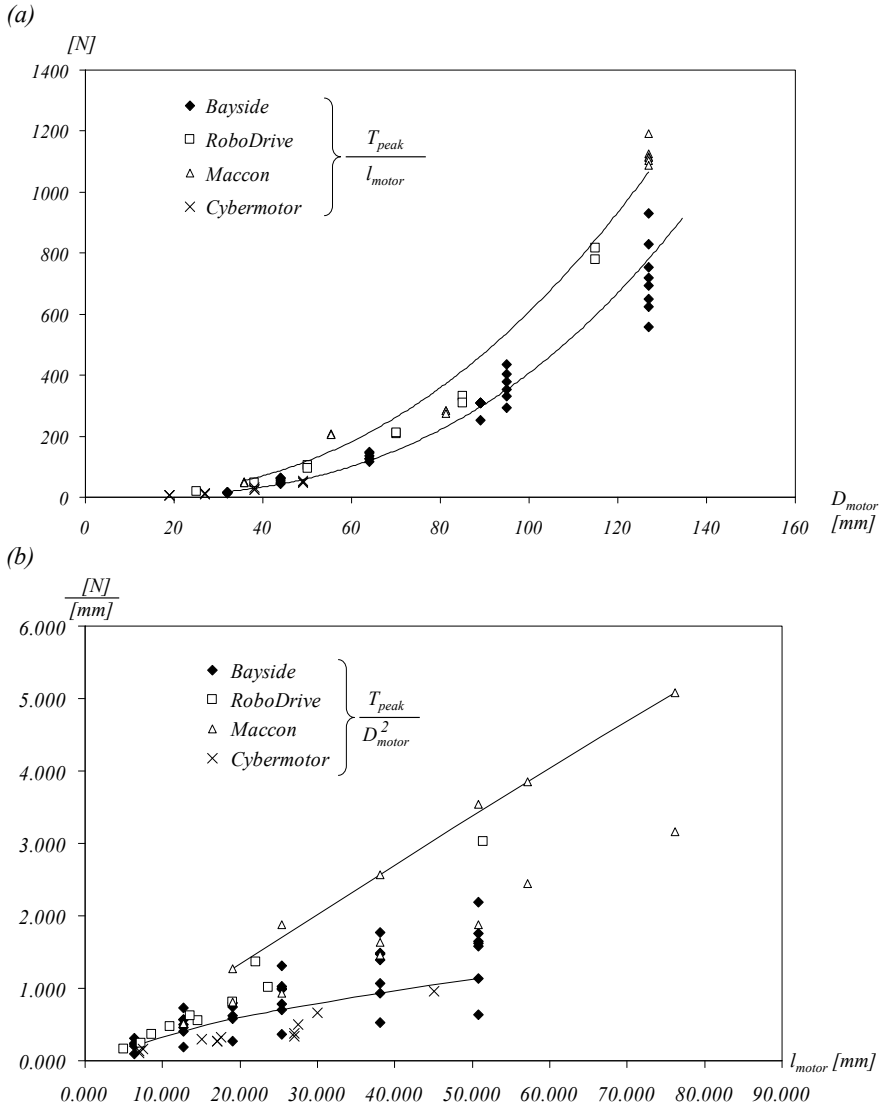 (a)
[N]
1400
1200
1000
800
600
400
200
0
Bayside
RoboDrive
Maccon
Cybermotor
T_peak
l_motor
0 20 40 60 80 100 120 140 160
D_motor
[mm]
(b)
[N]
[mm]
6.000
5.000
4.000
3.000
2.000
1.000
0.000
Bayside
RoboDrive
Maccon
Cybermotor
T_peak
D_motor^2
0.000 10.000 20.000 30.000 40.000 50.000 60.000 70.000 80.000 90.000
l_motor [mm]